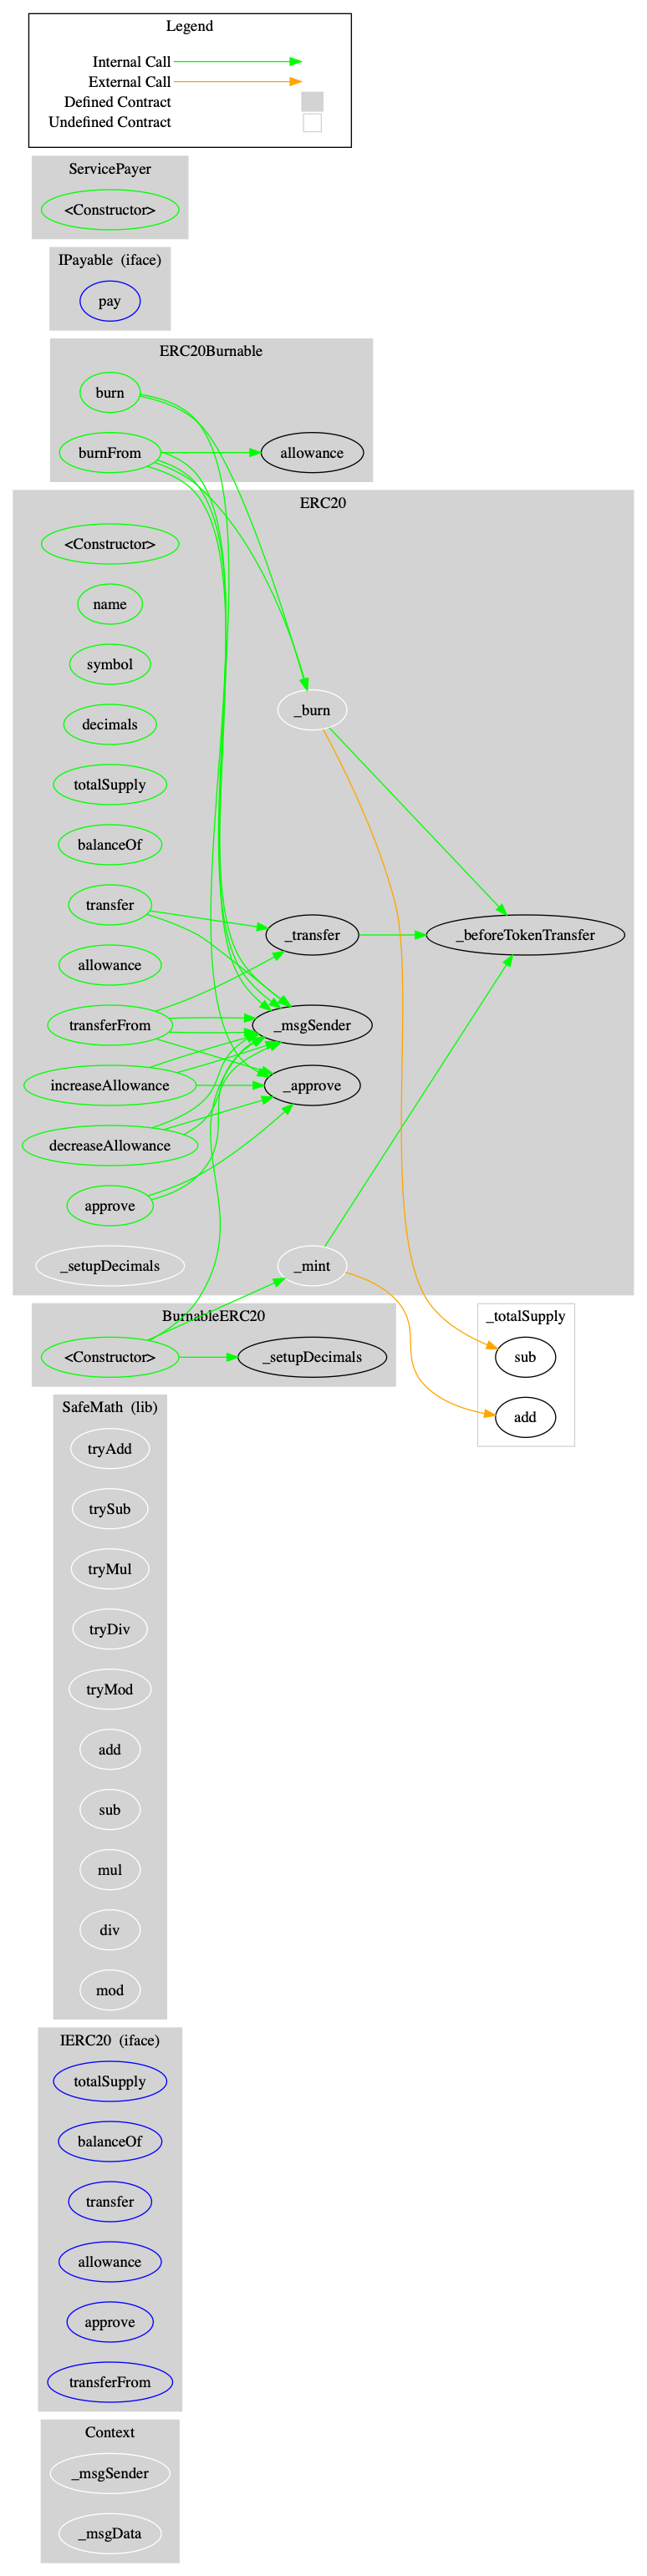 Legend
Internal Call
External Call
Defined Contract
Undefined Contract
ServicePayer
<Constructor>
IPayable (iface)
pay
ERC20Burnable
burn
burnFrom
allowance
ERC20
<Constructor>
name
symbol
decimals
_burn
totalSupply
balanceOf
transfer
_transfer
_beforeTokenTransfer
allowance
transferFrom
_msgSender
increaseAllowance
_approve
decreaseAllowance
approve
_setupDecimals
_mint
BurnableERC20
<Constructor>
_setupDecimals
_totalSupply
sub
add
SafeMath (lib)
tryAdd
trySub
tryMul
tryDiv
tryMod
add
sub
mul
div
mod
IERC20 (iface)
totalSupply
balanceOf
transfer
allowance
approve
transferFrom
Context
_msgSender
_msgData